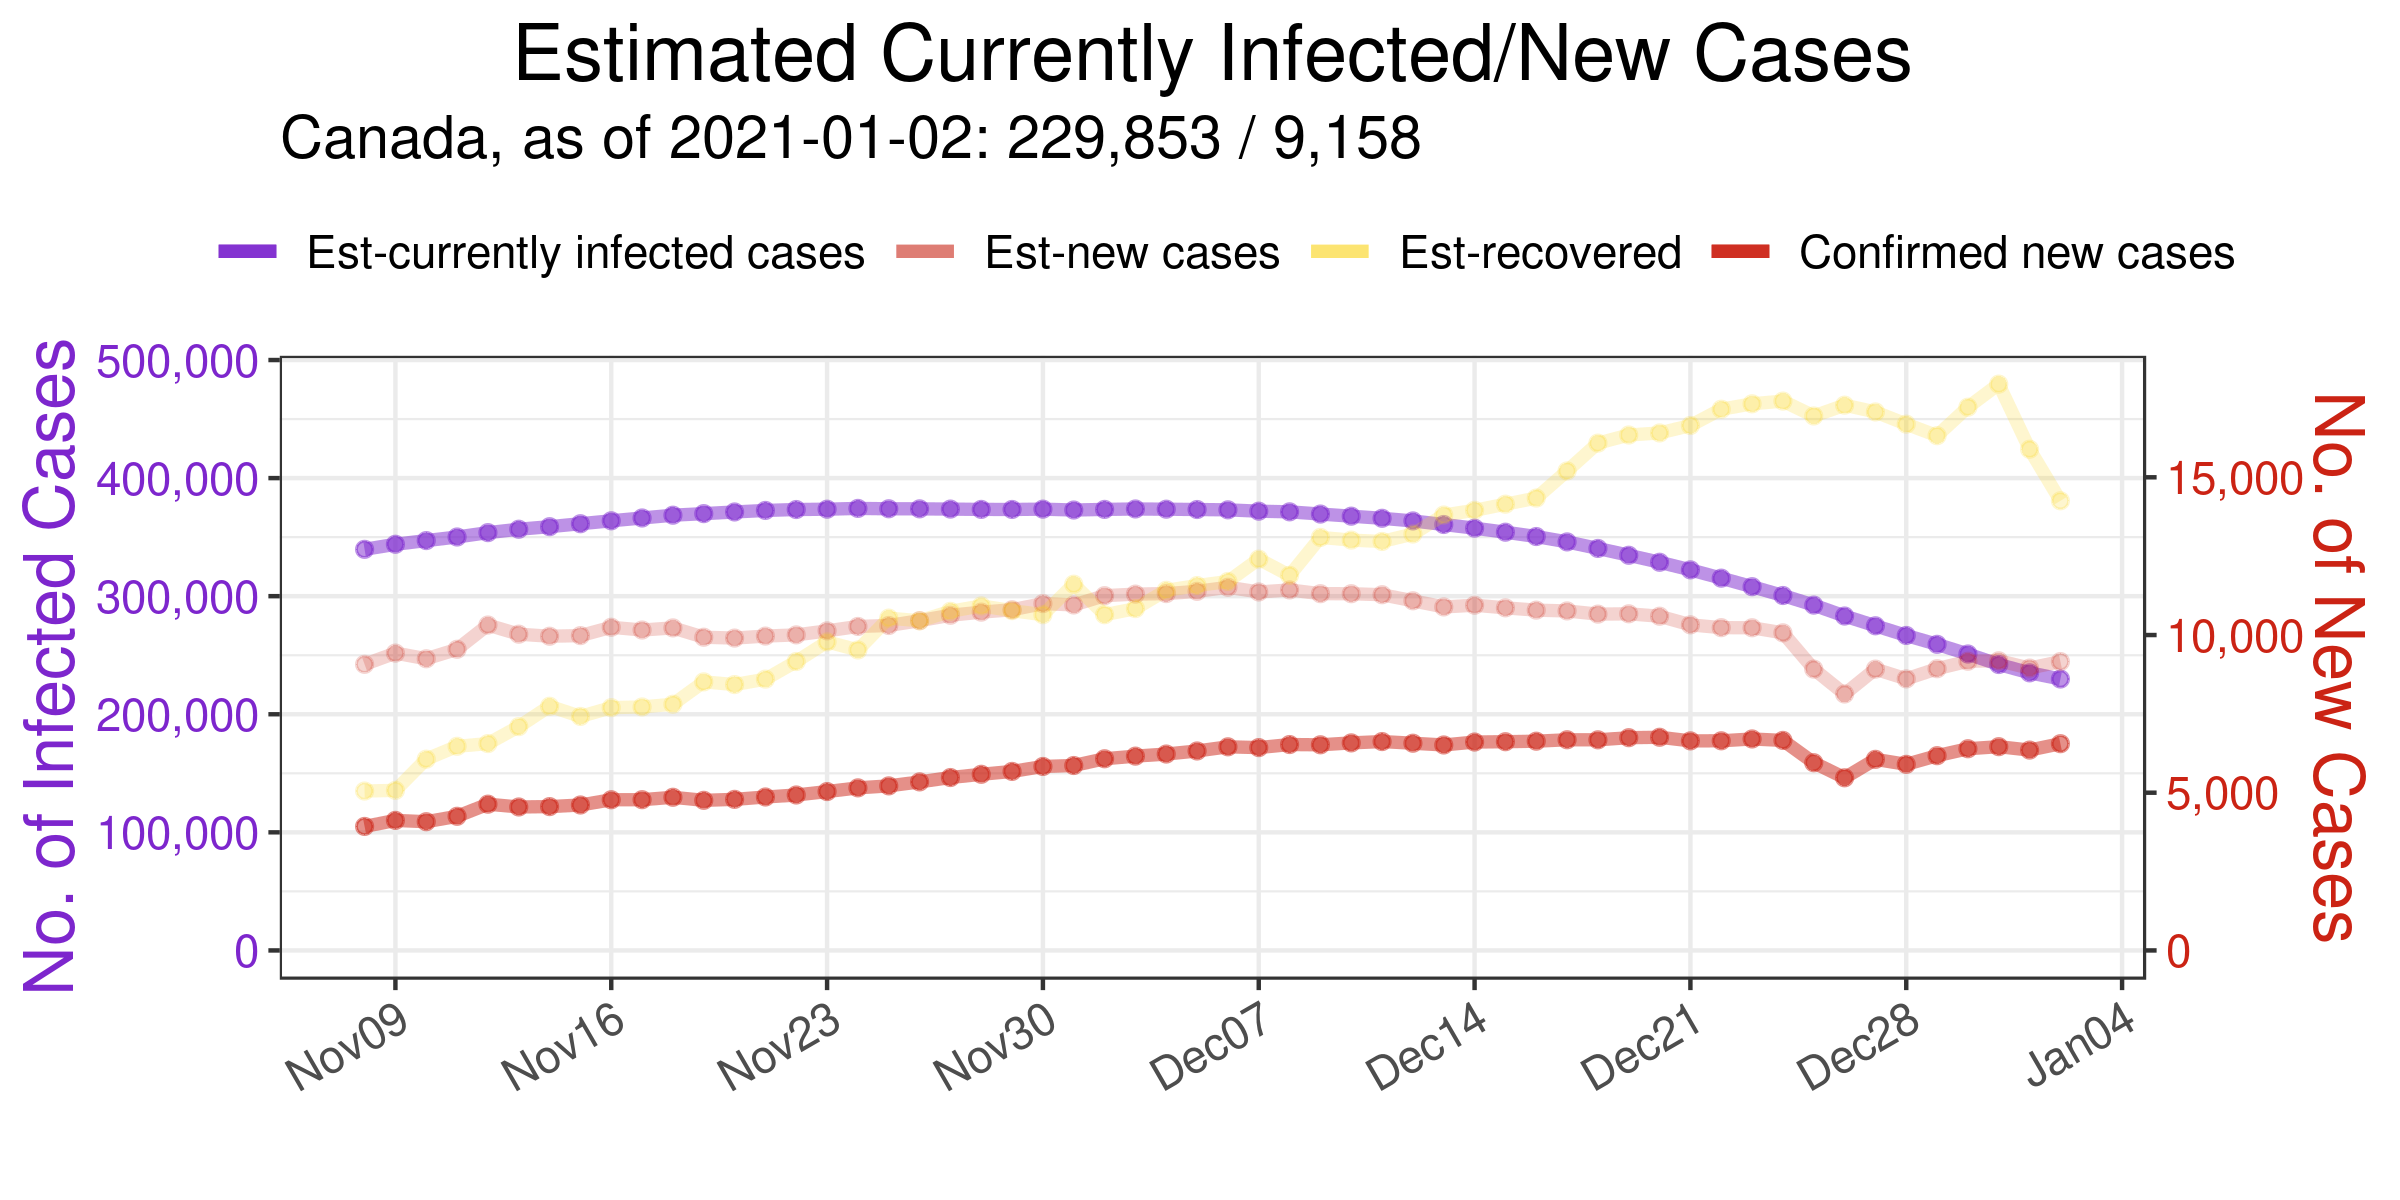 Estimated Currently Infected/New Cases
Canada, as of 2021-01-02: 229,853 / 9,158
Est-currently infected cases Est-new cases Est-recovered Confirmed new cases
No. of Infected Cases
500,000
400,000
300,000
200,000
100,000
0
15,000
10,000
5,000
0
No. of New Cases
Nov09 Nov16 Nov23 Nov30 Dec07 Dec14 Dec21 Dec28 Jan04